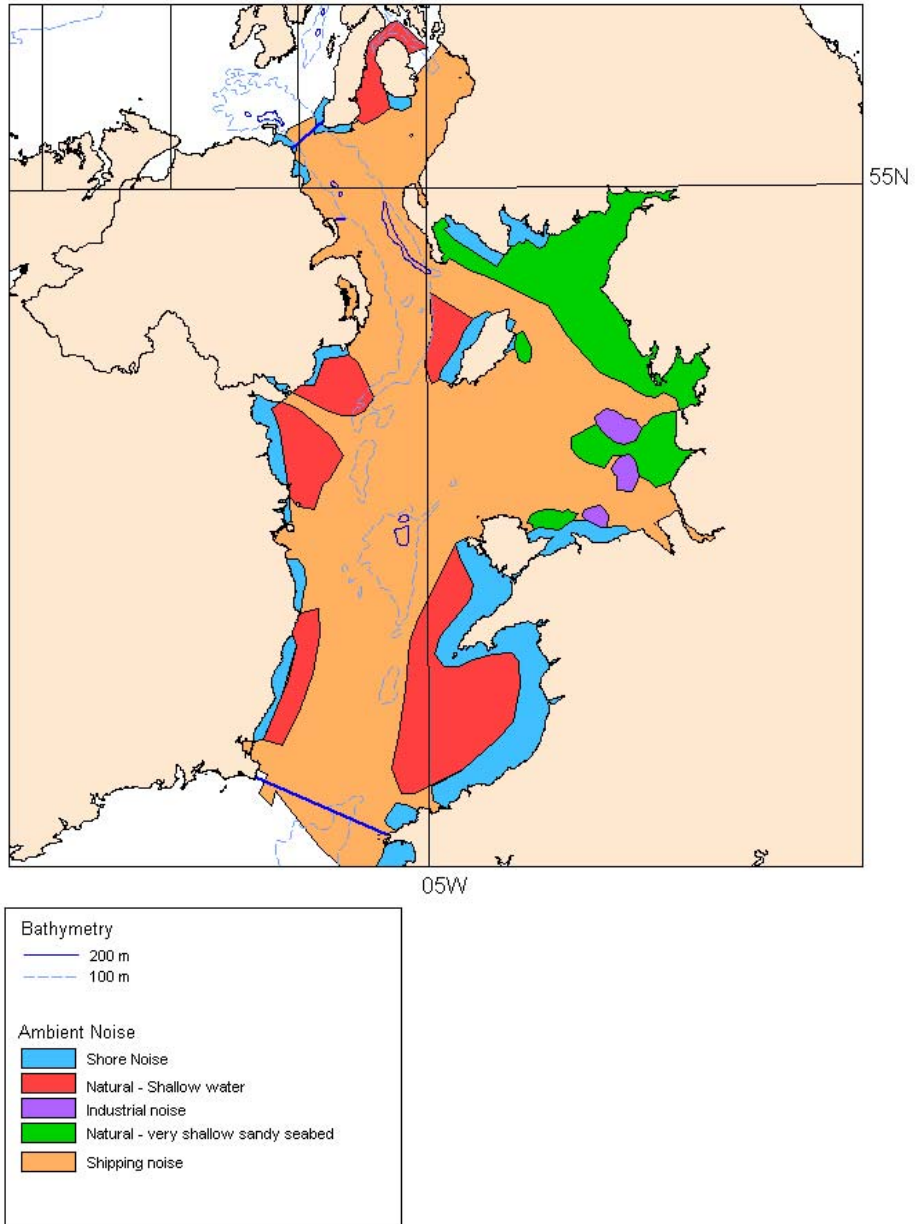 55N
05W
Bathymetry
200 m
100 m
Ambient Noise
Shore Noise
Natural - Shallow water
Industrial noise
Natural - very shallow sandy seabed
Shipping noise